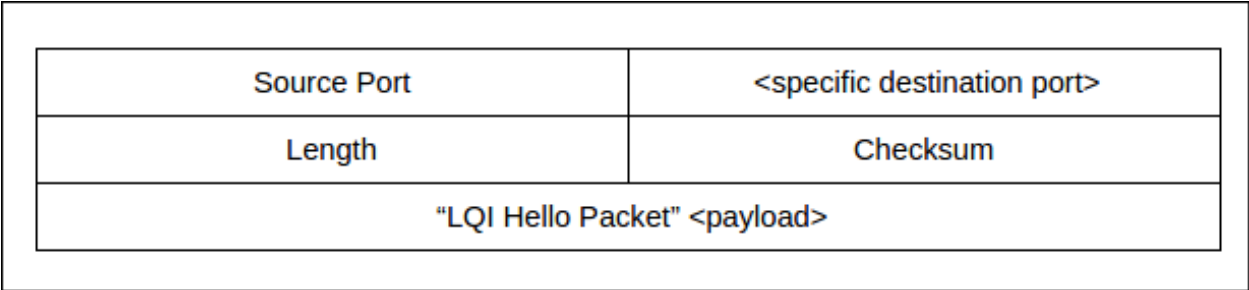 Source Port <specific destination port>
Length Checksum
“LQI Hello Packet” <payload>